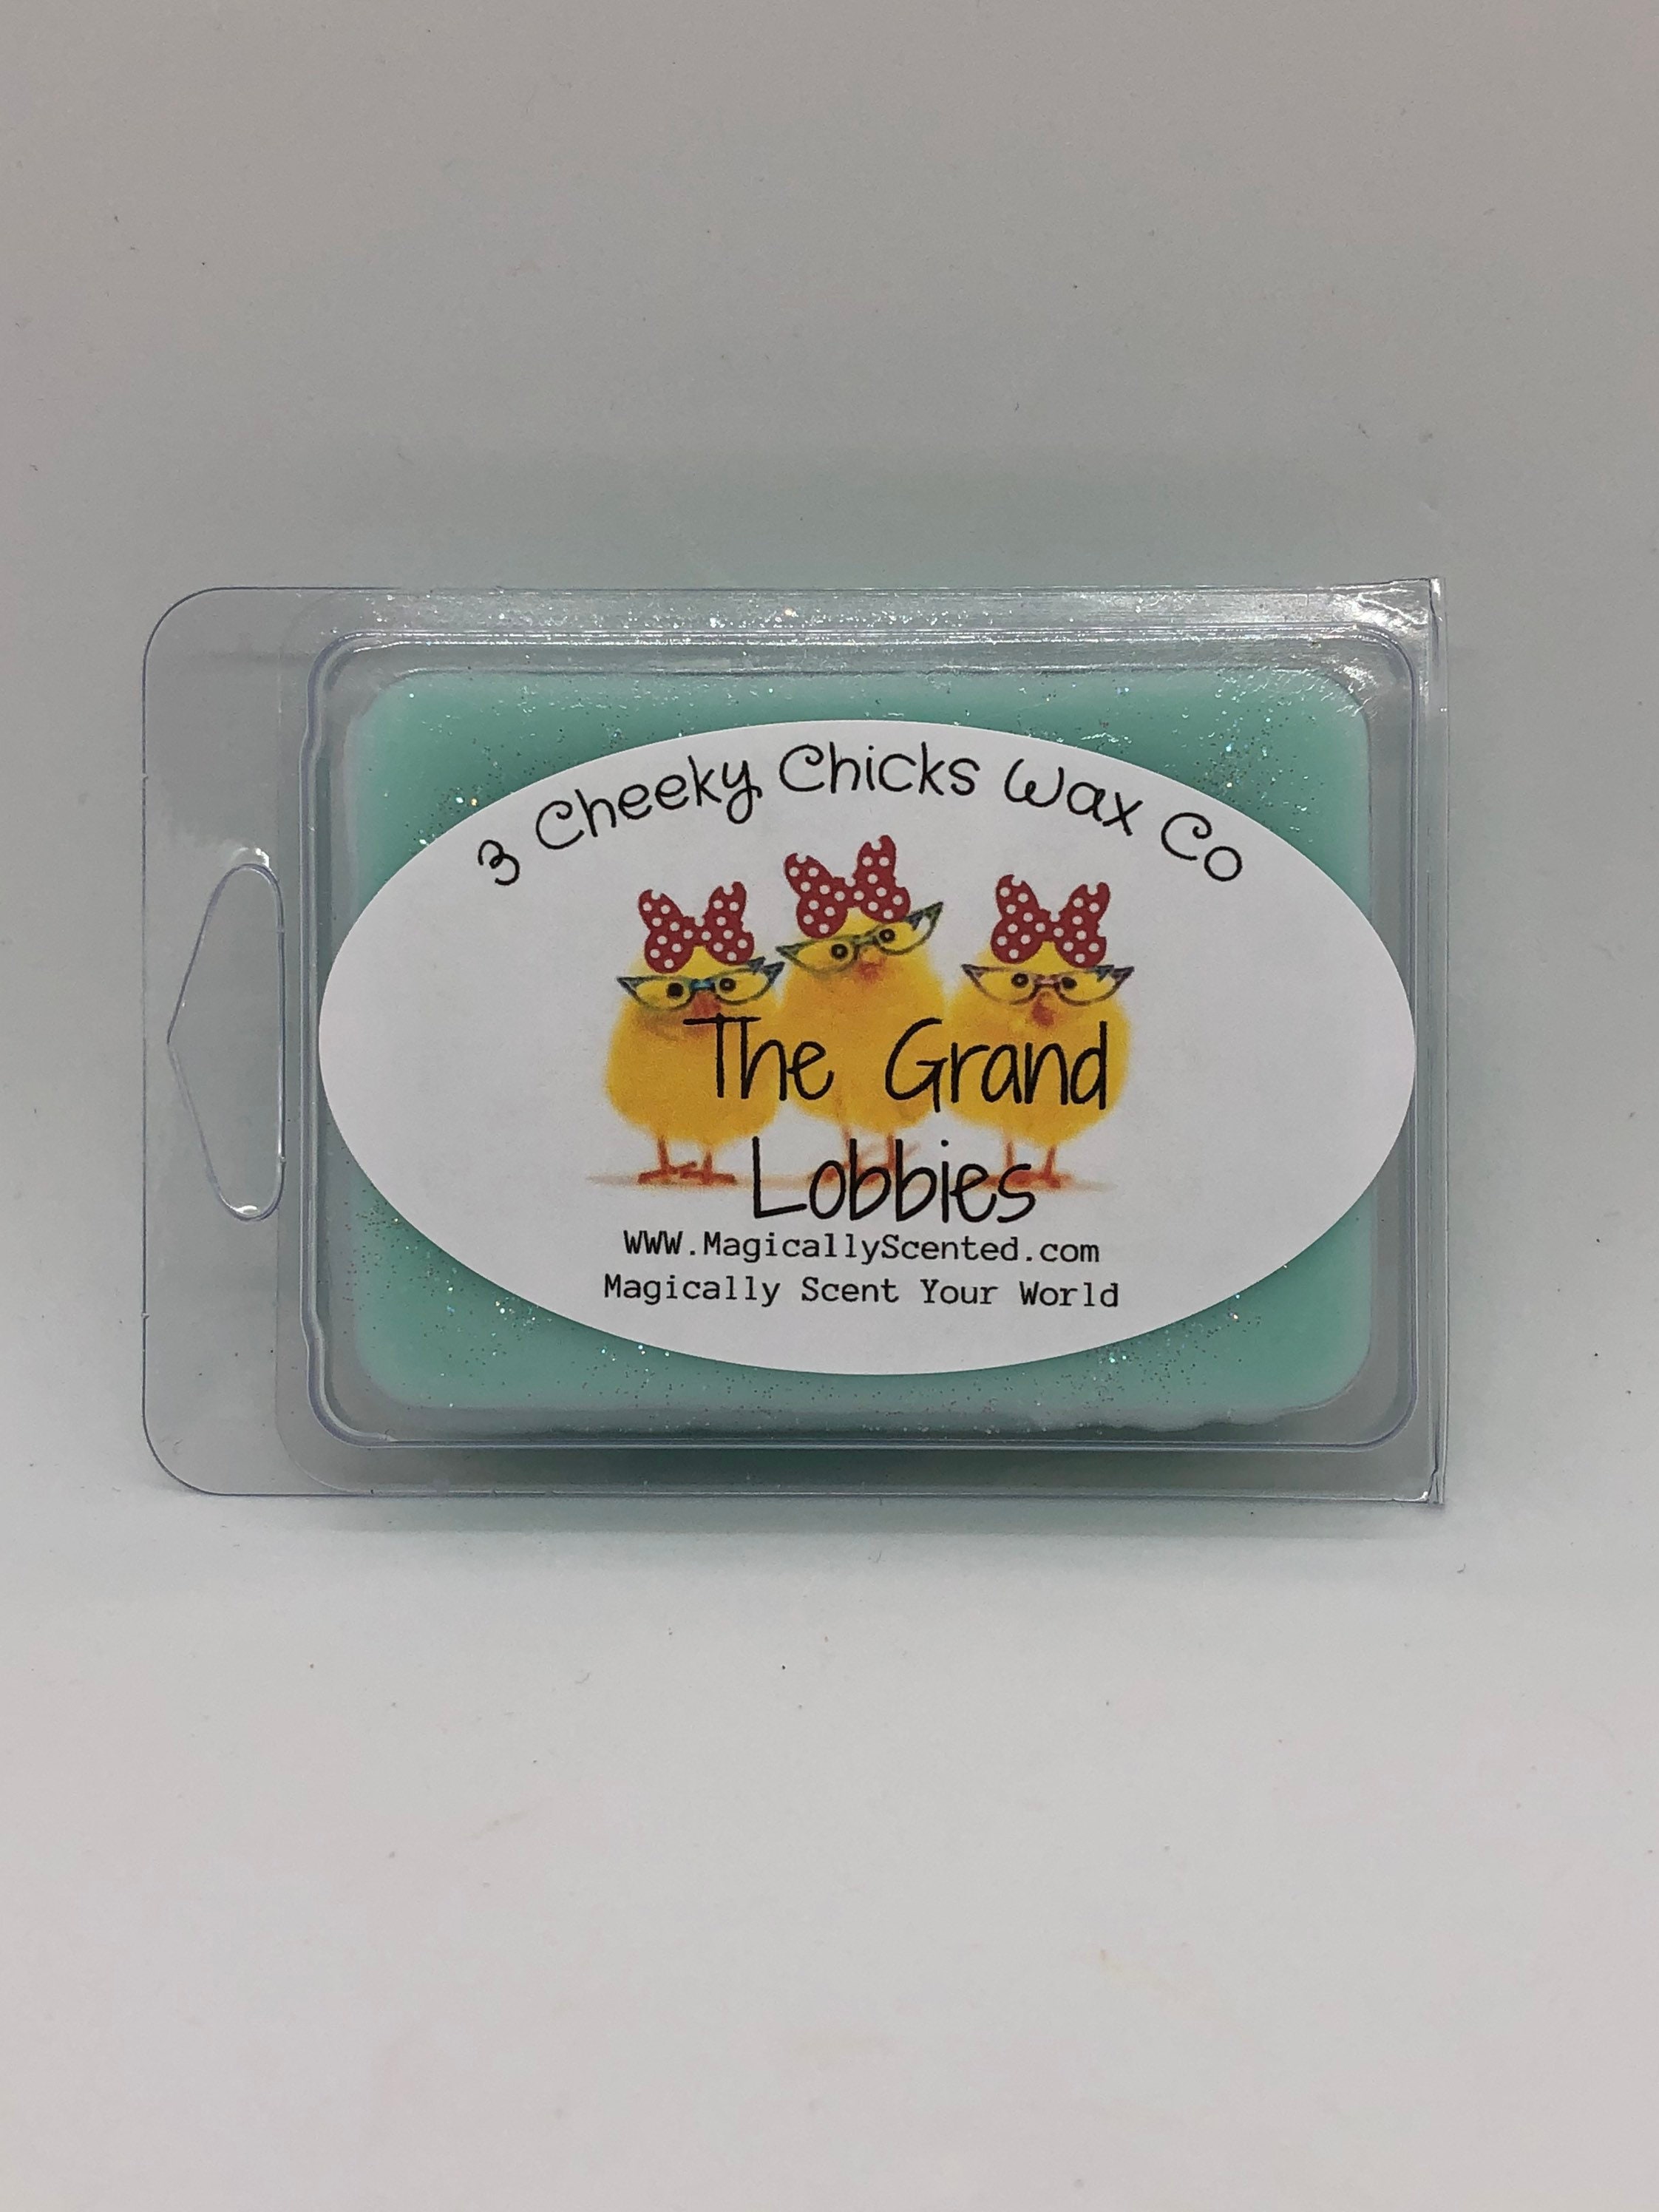 3 Cheeky Chicks Wax Co
The Grand
Lobbies
WWW.MagicallyScented.com
Magically Scent Your World